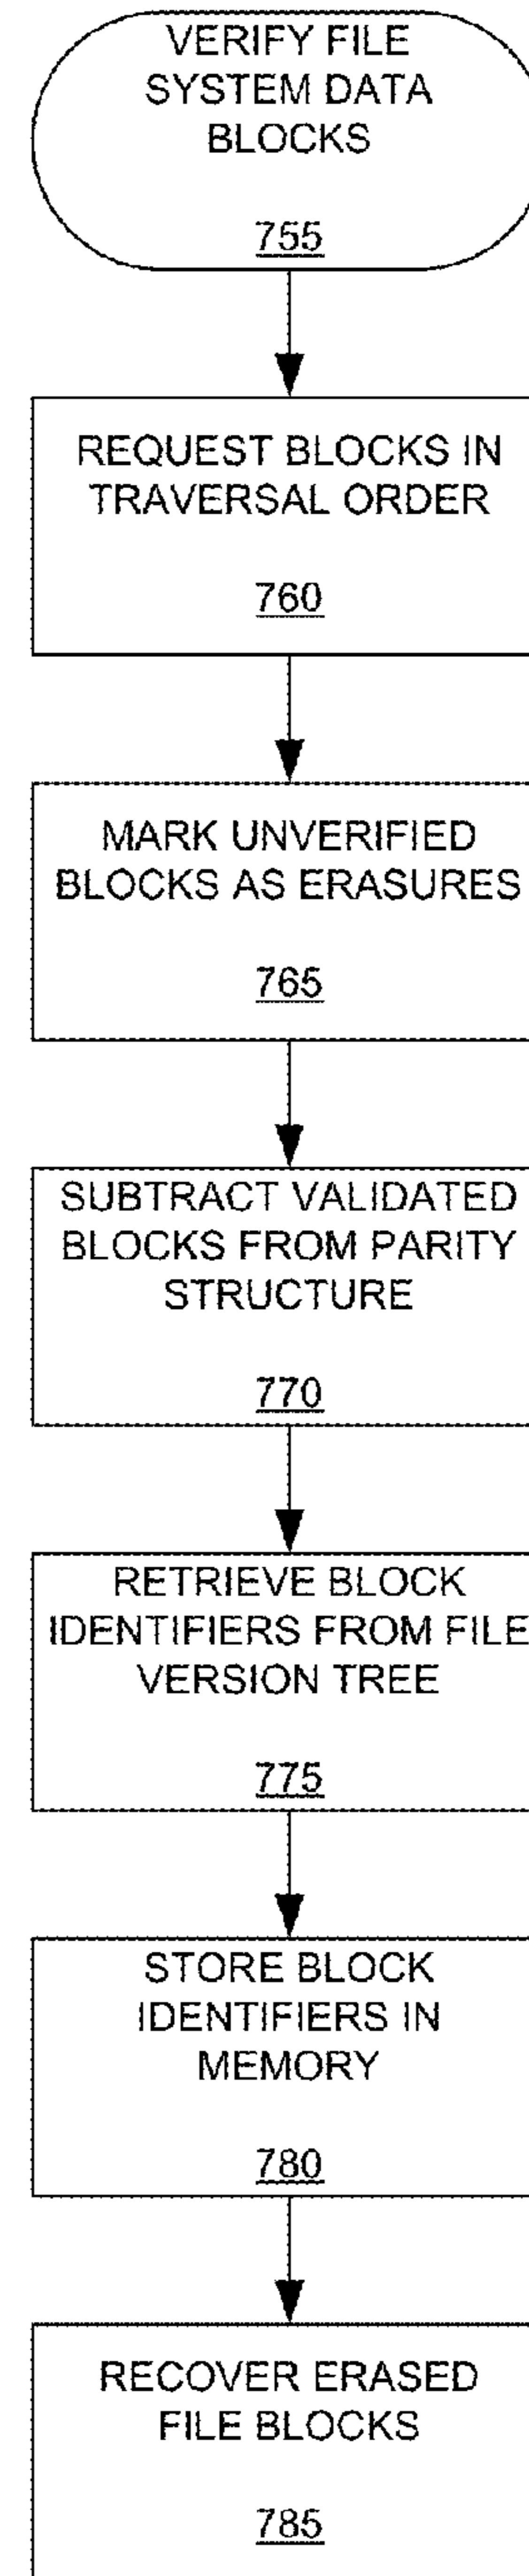 VERIFY FILE
SYSTEM DATA
BLOCKS
755
REQUEST BLOCKS IN
TRAVERSAL ORDER
760
MARK UNVERIFIED
BLOCKS AS ERASURES
765
SUBTRACT VALIDATED
BLOCKS FROM PARITY
STRUCTURE
770
RETRIEVE BLOCK
IDENTIFIERS FROM FILE
VERSION TREE
775
STORE BLOCK
IDENTIFIERS IN
MEMORY
780
RECOVER ERASED
FILE BLOCKS
785